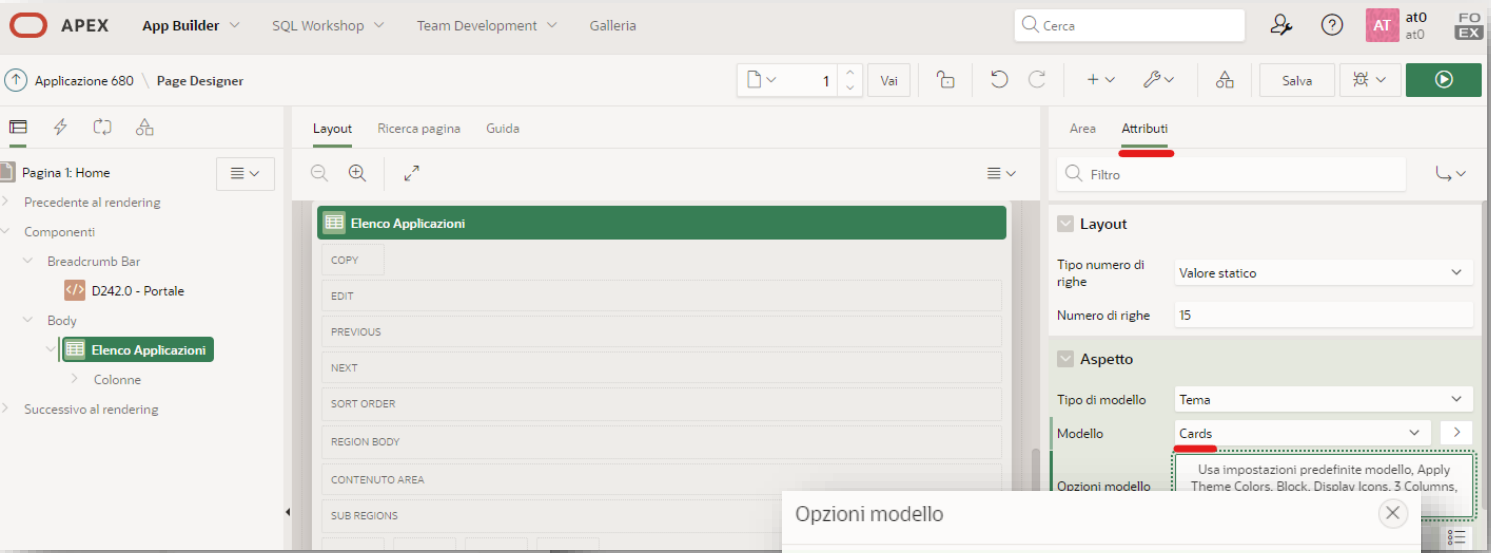 APEX App Builder SQL Workshop Team Development Galleria Cerca AT at0 FO
at0 EX
Applicazione 680 \ Page Designer 1 Vai Salva
Layout Ricerca pagina Guida
Area Attributi
Pagina 1: Home
Filtro
Precedente al rendering
Componenti
Breadcrumb Bar
</> D242.0 - Portale
Body
Elenco Applicazioni
Colonne
Successivo al rendering
Elenco Applicazioni
COPY
EDIT
PREVIOUS
NEXT
SORT ORDER
REGION BODY
CONTENUTO AREA
SUB REGIONS
Layout
Tipo numero di
righe
Valore statico
Numero di righe 15
Aspetto
Tipo di modello Tema
Modello Cards
Opzioni modello
Usa impostazioni predefinite modello, Apply
Theme Colors, Block, Display Icons, 3 Columns,
Opzioni modello